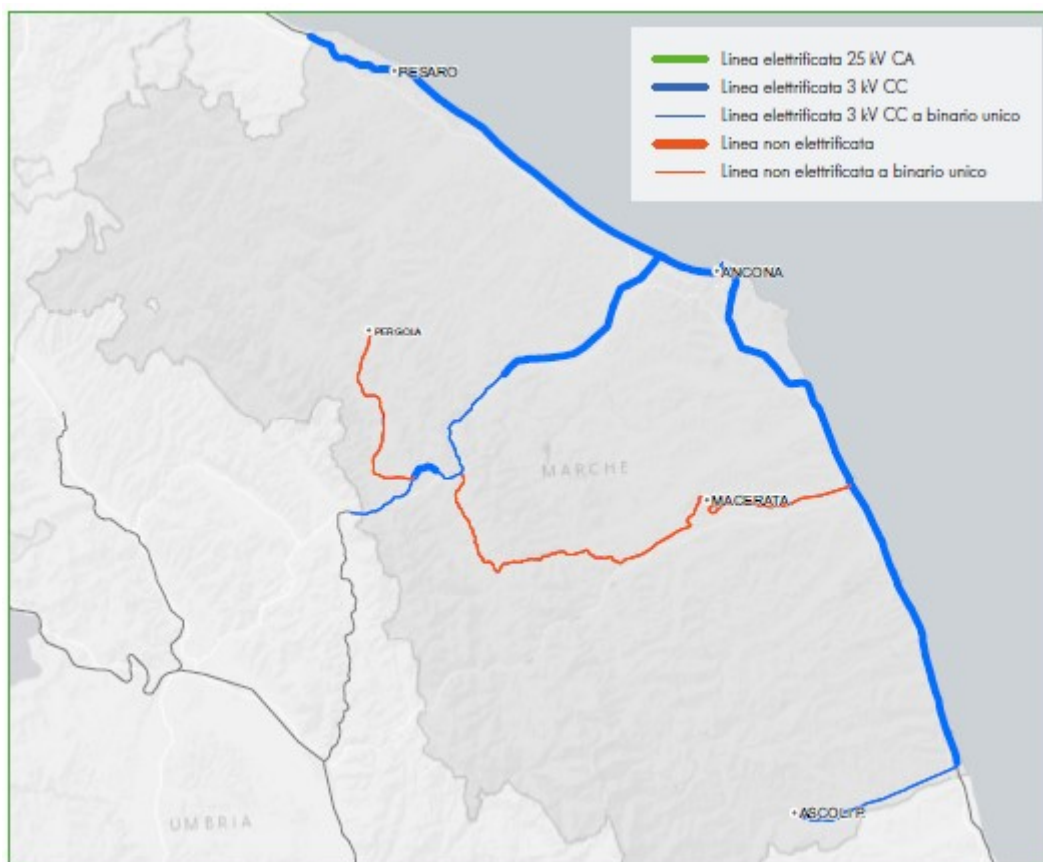 Linea elettrificata 25 kV CA
Linea elettrificata 3 kV CC
Linea elettrificata 3 kV CC a binario unico
Linea non elettrificata
Linea non elettrificata a binario unico
PESARO
ANCONA
PERGOLA
MARCHE
MACERATA
ASCOLI P.
UMBRIA